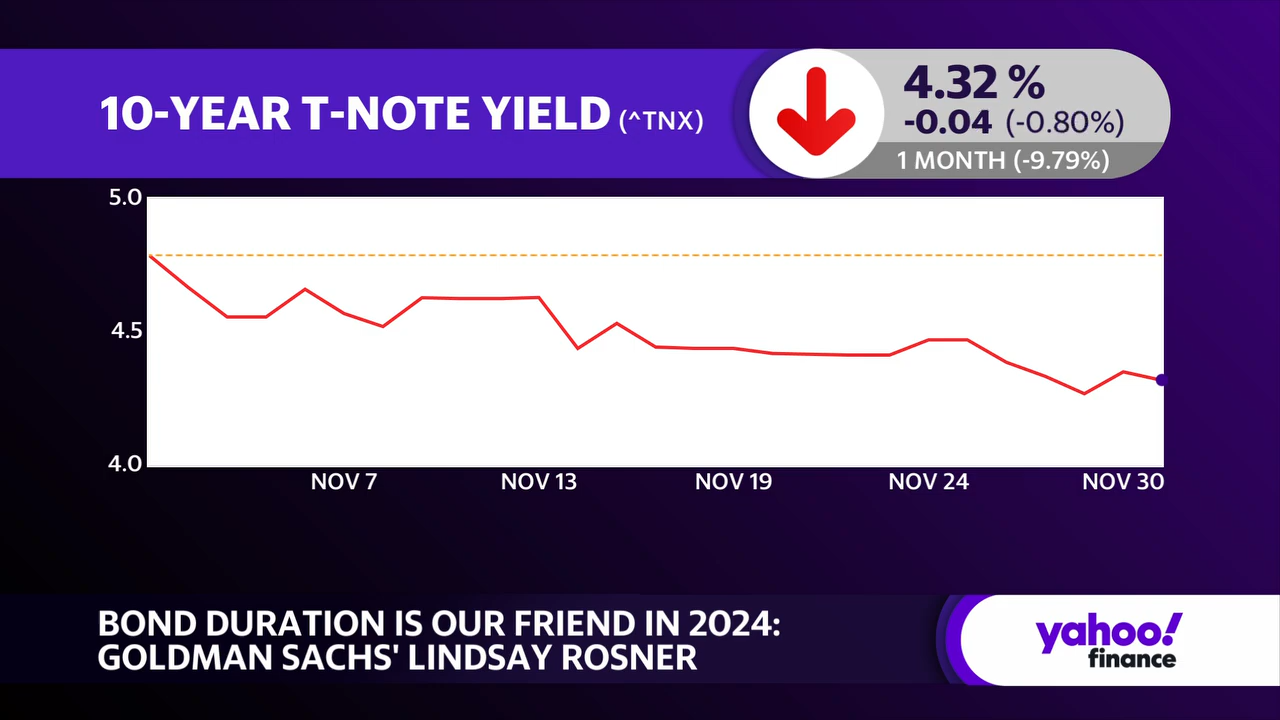 10-YEAR T-NOTE YIELD (^TNX)
4.32 %
-0.04 (-0.80%)
1 MONTH (-9.79%)
5.0
4.5
4.0
NOV 7 NOV 13 NOV 19 NOV 24 NOV 30
BOND DURATION IS OUR FRIEND IN 2024:
GOLDMAN SACHS' LINDSAY ROSNER
yahoo!
finance